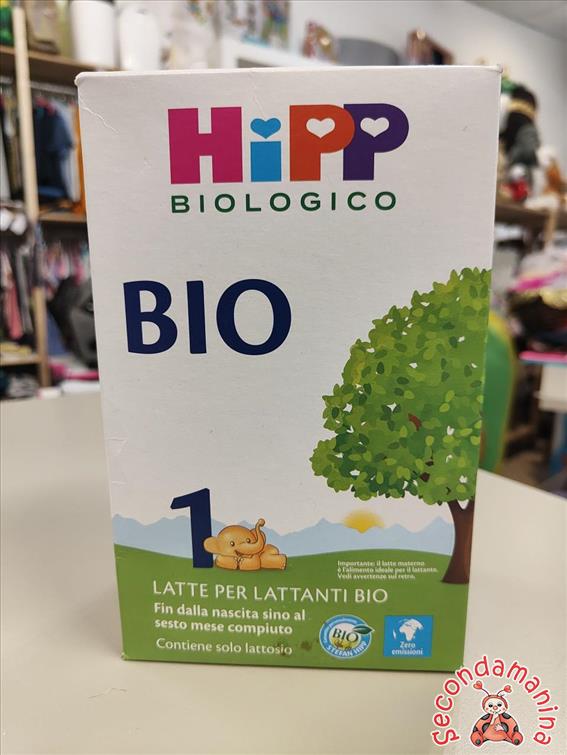 HiPP
BIOLOGICO
BIO
1
Importante: il latte materno
è l'alimento ideale per il lattante.
Vedi avvertenze sul retro.
LATTE PER LATTANTI BIO
Fin dalla nascita sino al
sesto mese compiuto
Contiene solo lattosio
BIO
STEFAN HIPP
Zero
emissioni
Secondamanina